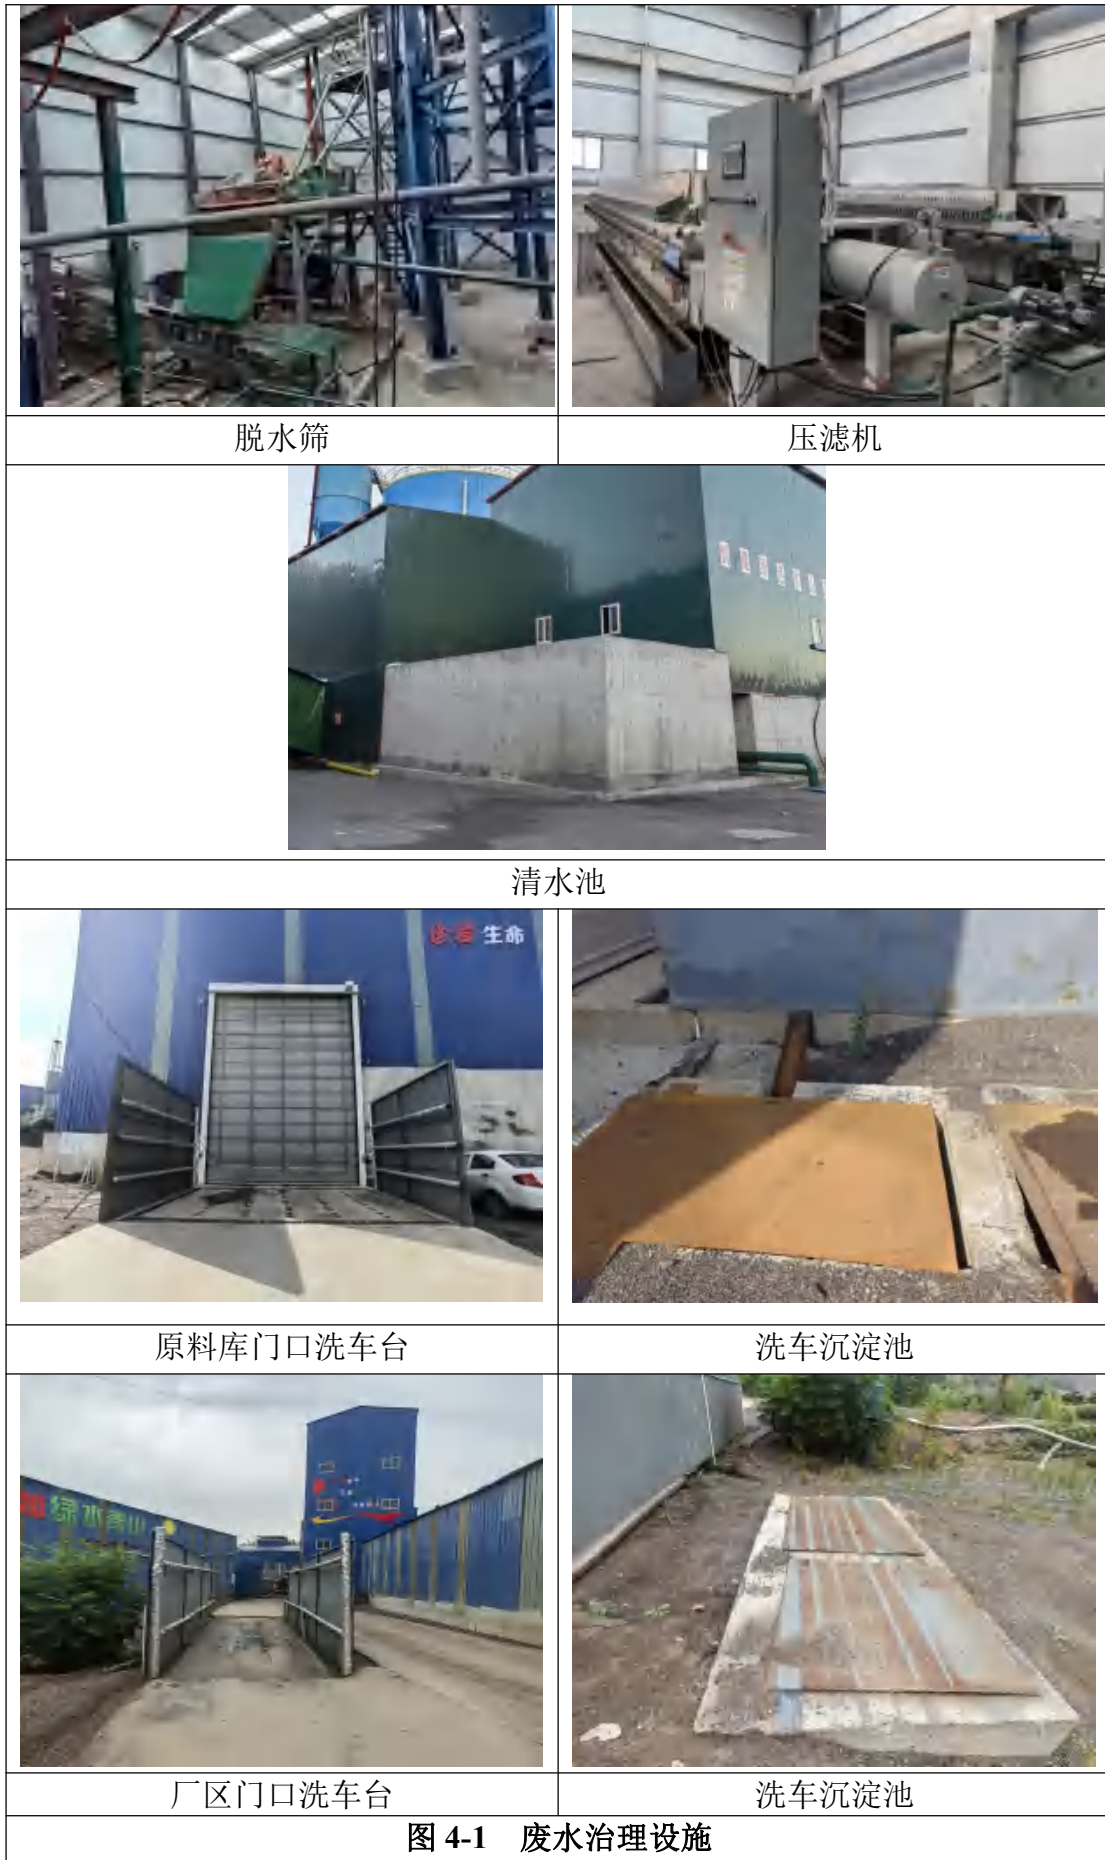 脱水筛
压滤机
清水池
生命
原料库门口洗车台
洗车沉淀池
绿水青山
厂区门口洗车台
洗车沉淀池
图 4-1 废水治理设施